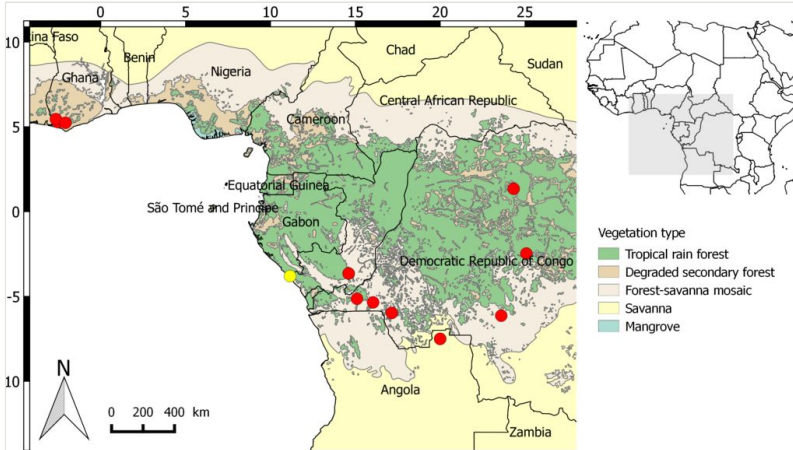 0 5 10 15 20 25
10
5
0
-5
10
kina Faso
Benin
Ghana
Nigeria
Chad
Sudan
Central African Republic
Cameroon
Equatorial Guinea
São Tomé and Principe
Gabon
Democratic Republic of Congo
Angola
Zambia
N
0 200 400 km
Vegetation type
Tropical rain forest
Degraded secondary forest
Forest-savanna mosaic
Savanna
Mangrove